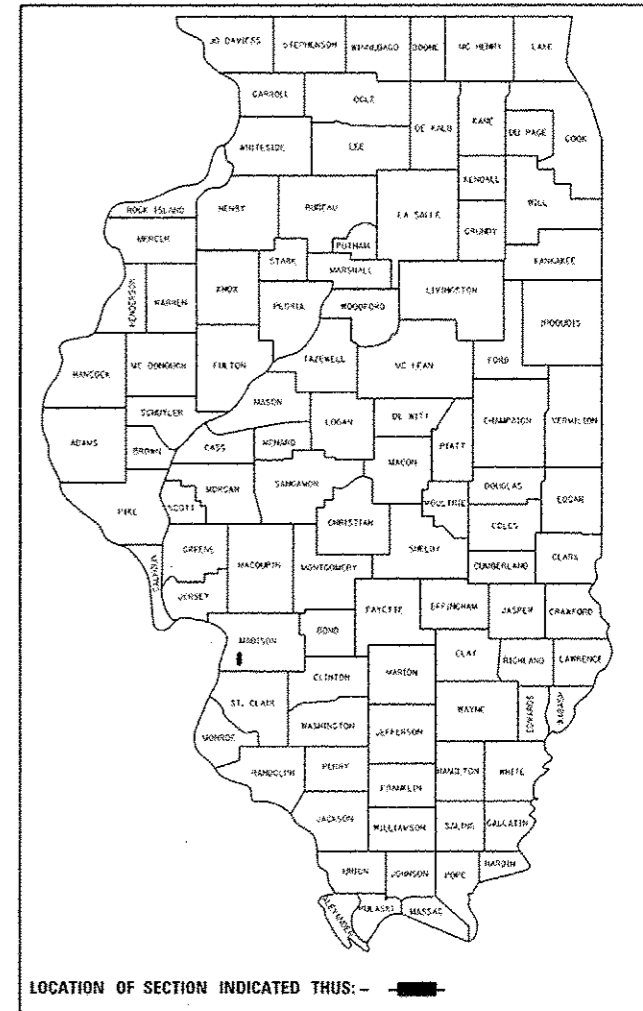 JO DAVIESS STEPHENSON WINNEBAGO BOONE MC HENRY LAKE
CARROLL OGLE DE KALB KANE DU PAGE COOK
WHITESIDE LEE KENDALL WILL
ROCK ISLAND HENRY BUREAU LA SALLE GRUNDY
MERCER STARK PUTNAM MARSHALL KANKAKEE
HENDERSON WARREN KNOX PEORIA WOODFORD LIVINGSTON IROQUOIS
HANCOCK MC DONOUGH FULTON TAZEWELL MC LEAN FORD
SCHUYLER MASON LOGAN DE WITT CHAMPAIGN VERMILION
ADAMS BROWN CASS MENARD MACON PIATT
PIKE SCOTT MORGAN SANGAMON CHRISTIAN MOULTRIE DOUGLAS EDGAR
COLES
CALHOUN GREENE MACOUPIN MONTGOMERY SHELBY CUMBERLAND CLARK
JERSEY FAYETTE EFFINGHAM JASPER CRAWFORD
MADISON BOND CLAY RICHLAND LAWRENCE
CLINTON MARION
ST. CLAIR WASHINGTON JEFFERSON WAYNE EDWARDS WABASH
MONROE RANDOLPH PERRY HAMILTON WHITE
FRANKLIN
JACKSON WILLIAMSON SALINE GALLATIN
UNION JOHNSON POPE HARDIN
ALEXANDER PULASKI MASSAC
LOCATION OF SECTION INDICATED THUS: -